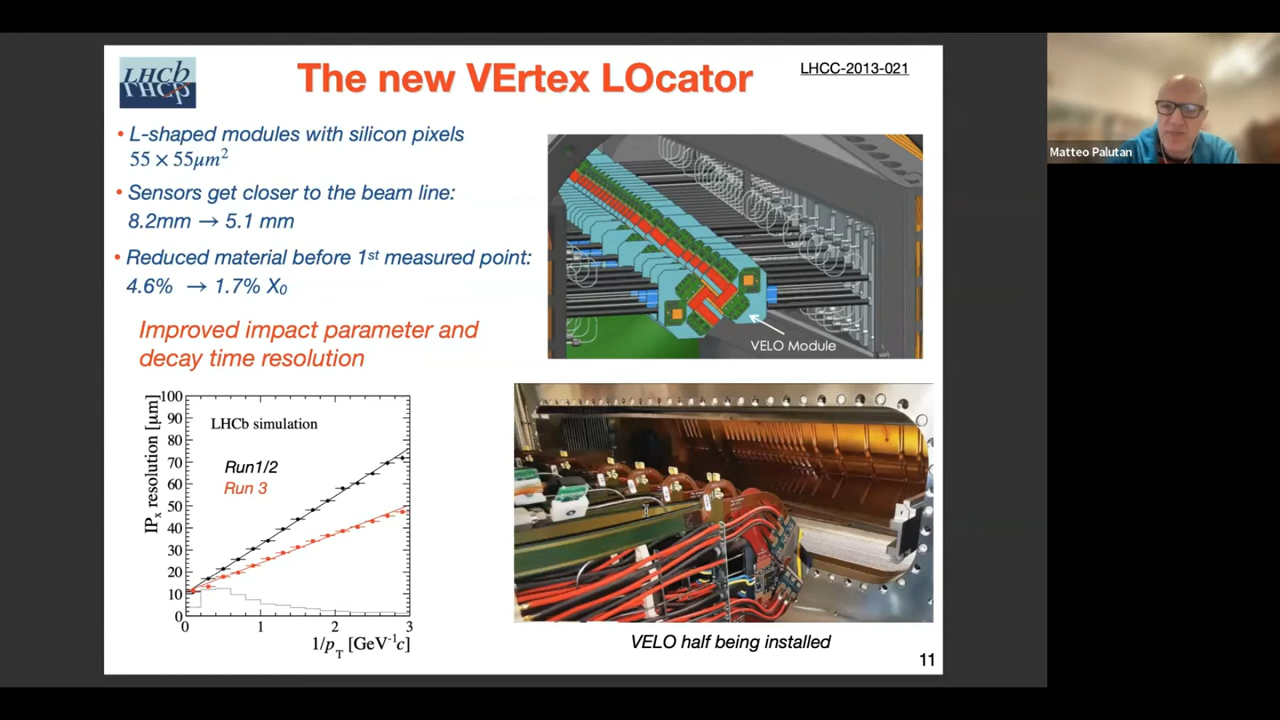 LHCb
LHCp
The new VErtex LOcator
LHCC-2013-021
• L-shaped modules with silicon pixels
55 × 55μm²
• Sensors get closer to the beam line:
8.2mm → 5.1 mm
• Reduced material before 1st measured point:
4.6% → 1.7% X₀
Improved impact parameter and
decay time resolution
VELO Module
IPₓ resolution [μm]
100
90
80
70
60
50
40
30
20
10
0
LHCb simulation
Run1/2
Run 3
0 1 2 3
1/pT [GeV⁻¹c]
VELO half being installed
11
Matteo Palutan